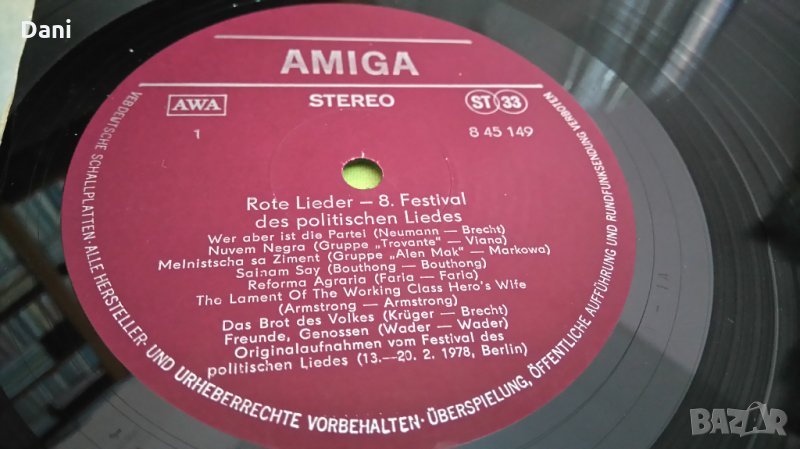 Dani
AMIGA
AWA STEREO ST 33
1 8 45 149
Rote Lieder – 8. Festival
des politischen Liedes
Wer aber ist die Partei (Neumann — Brecht)
Nuvem Negra (Gruppe „Trovante“ — Viana)
Melnistscha sa Ziment (Gruppe „Alen Mak“ — Markowa)
Sainam Say (Bouthong — Bouthong)
Reforma Agraria (Faria — Faria)
The Lament Of The Working Class Hero's Wife
(Armstrong — Armstrong)
Das Brot des Volkes (Krüger — Brecht)
Freunde, Genossen (Wader — Wader)
Originalaufnahmen vom Festival des
politischen Liedes (13.—20. 2. 1978, Berlin)
VEB DEUTSCHE SCHALLPLATTEN · ALLE HERSTELLER- UND URHEBERRECHTE VORBEHALTEN · ÜBERSPIELUNG, ÖFFENTLICHE AUFFÜHRUNG UND RUNDFUNKSENDUNG VERBOTEN
BAZAR